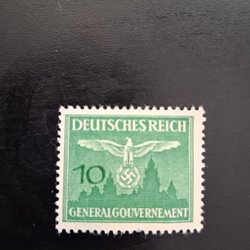 DEUTSCHES REICH
10
GENERALGOUVERNEMENT